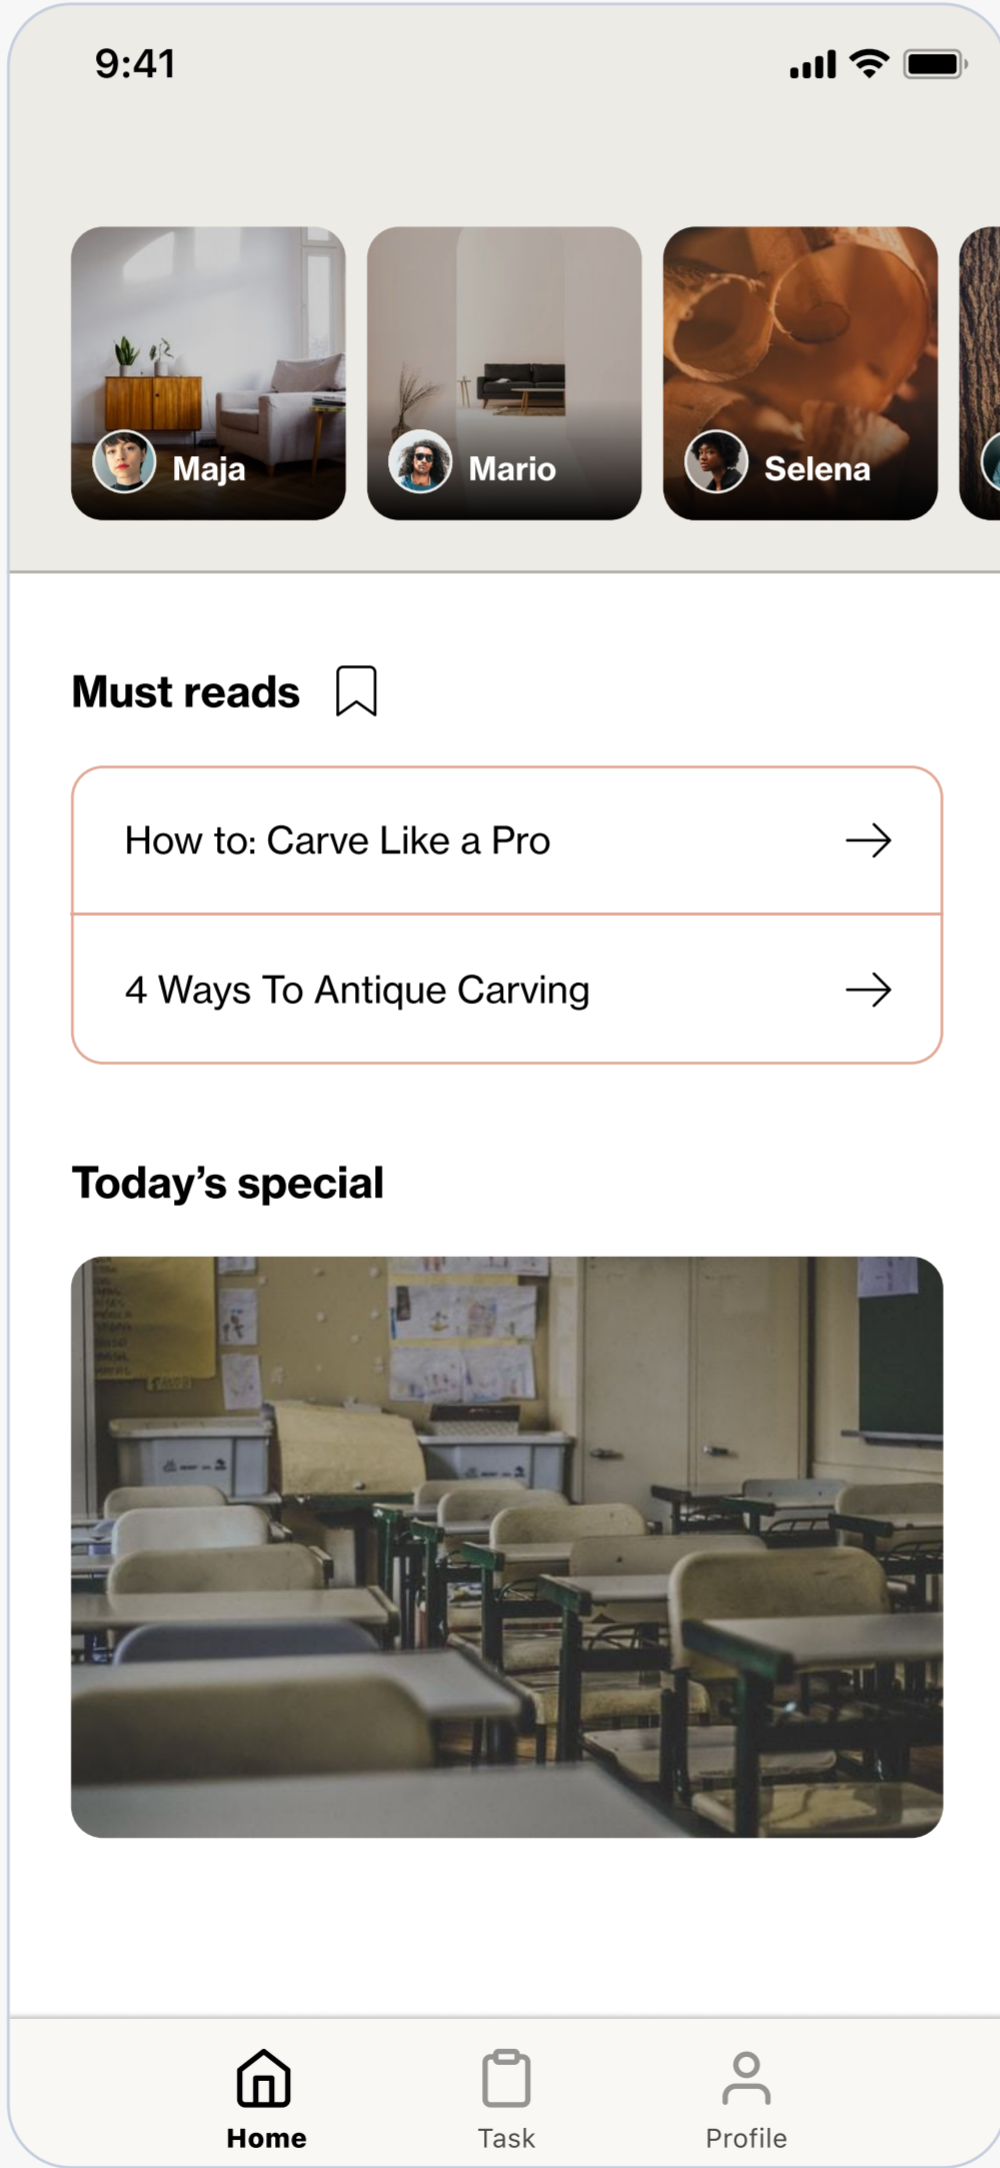 9:41
Maja
Mario
Selena
Must reads
How to: Carve Like a Pro
4 Ways To Antique Carving
Today’s special
Home
Task
Profile